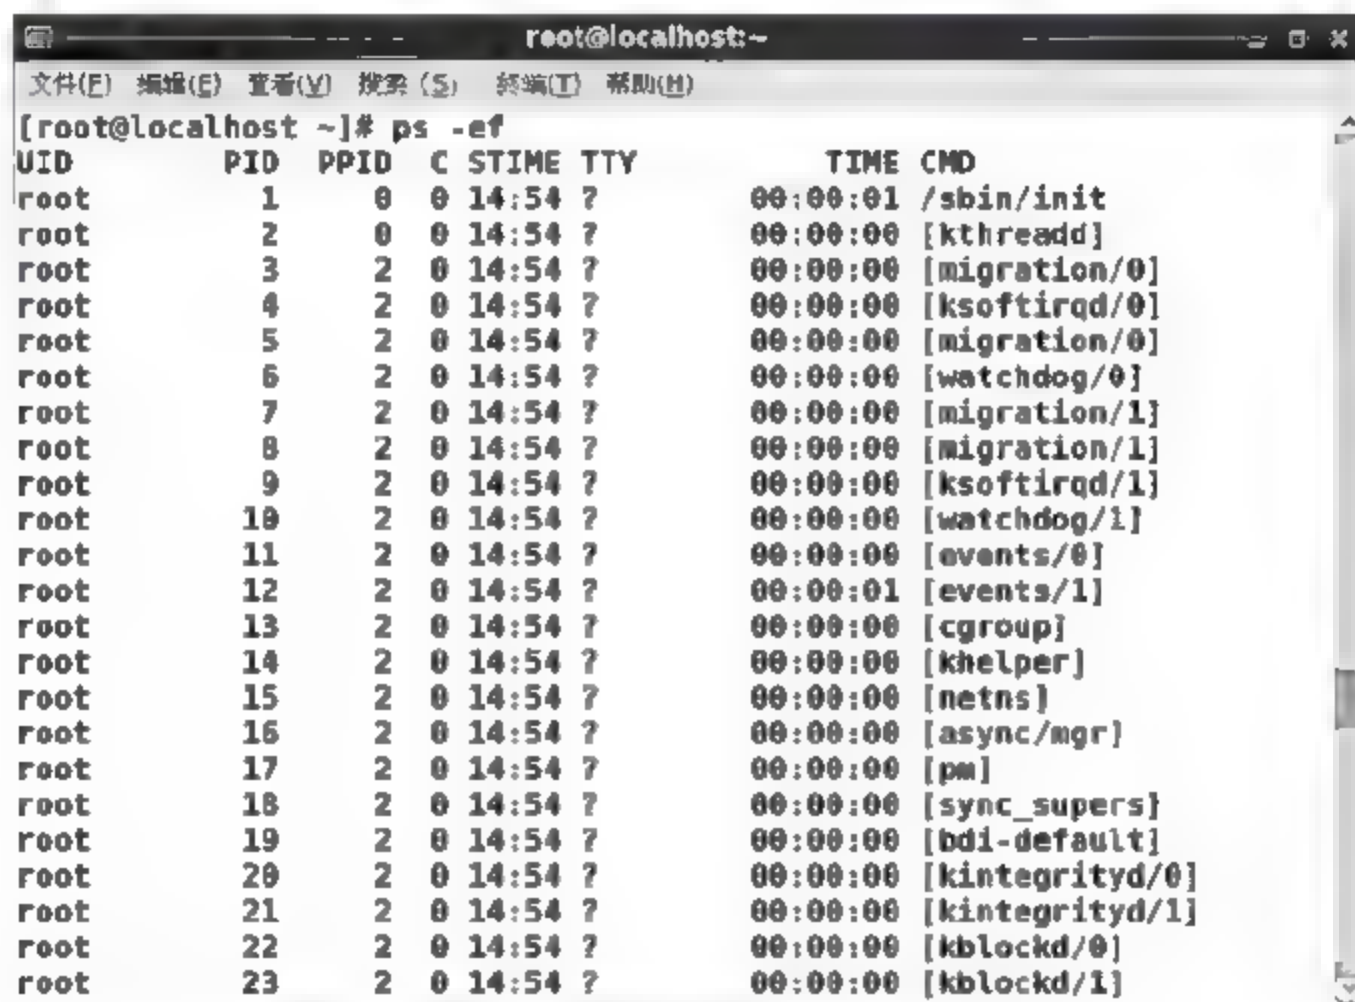 root@localhost:~
文件(F) 编辑(E) 查看(V) 搜索 (S) 终端(T) 帮助(H)
[root@localhost ~]# ps -ef
UID PID PPID C STIME TTY TIME CMD
root 1 0 0 14:54 ? 00:00:01 /sbin/init
root 2 0 0 14:54 ? 00:00:00 [kthreadd]
root 3 2 0 14:54 ? 00:00:00 [migration/0]
root 4 2 0 14:54 ? 00:00:00 [ksoftirqd/0]
root 5 2 0 14:54 ? 00:00:00 [migration/0]
root 6 2 0 14:54 ? 00:00:00 [watchdog/0]
root 7 2 0 14:54 ? 00:00:00 [migration/1]
root 8 2 0 14:54 ? 00:00:00 [migration/1]
root 9 2 0 14:54 ? 00:00:00 [ksoftirqd/1]
root 10 2 0 14:54 ? 00:00:00 [watchdog/1]
root 11 2 0 14:54 ? 00:00:00 [events/0]
root 12 2 0 14:54 ? 00:00:01 [events/1]
root 13 2 0 14:54 ? 00:00:00 [cgroup]
root 14 2 0 14:54 ? 00:00:00 [khelper]
root 15 2 0 14:54 ? 00:00:00 [netns]
root 16 2 0 14:54 ? 00:00:00 [async/mgr]
root 17 2 0 14:54 ? 00:00:00 [pm]
root 18 2 0 14:54 ? 00:00:00 [sync_supers]
root 19 2 0 14:54 ? 00:00:00 [bdi-default]
root 20 2 0 14:54 ? 00:00:00 [kintegrityd/0]
root 21 2 0 14:54 ? 00:00:00 [kintegrityd/1]
root 22 2 0 14:54 ? 00:00:00 [kblockd/0]
root 23 2 0 14:54 ? 00:00:00 [kblockd/1]